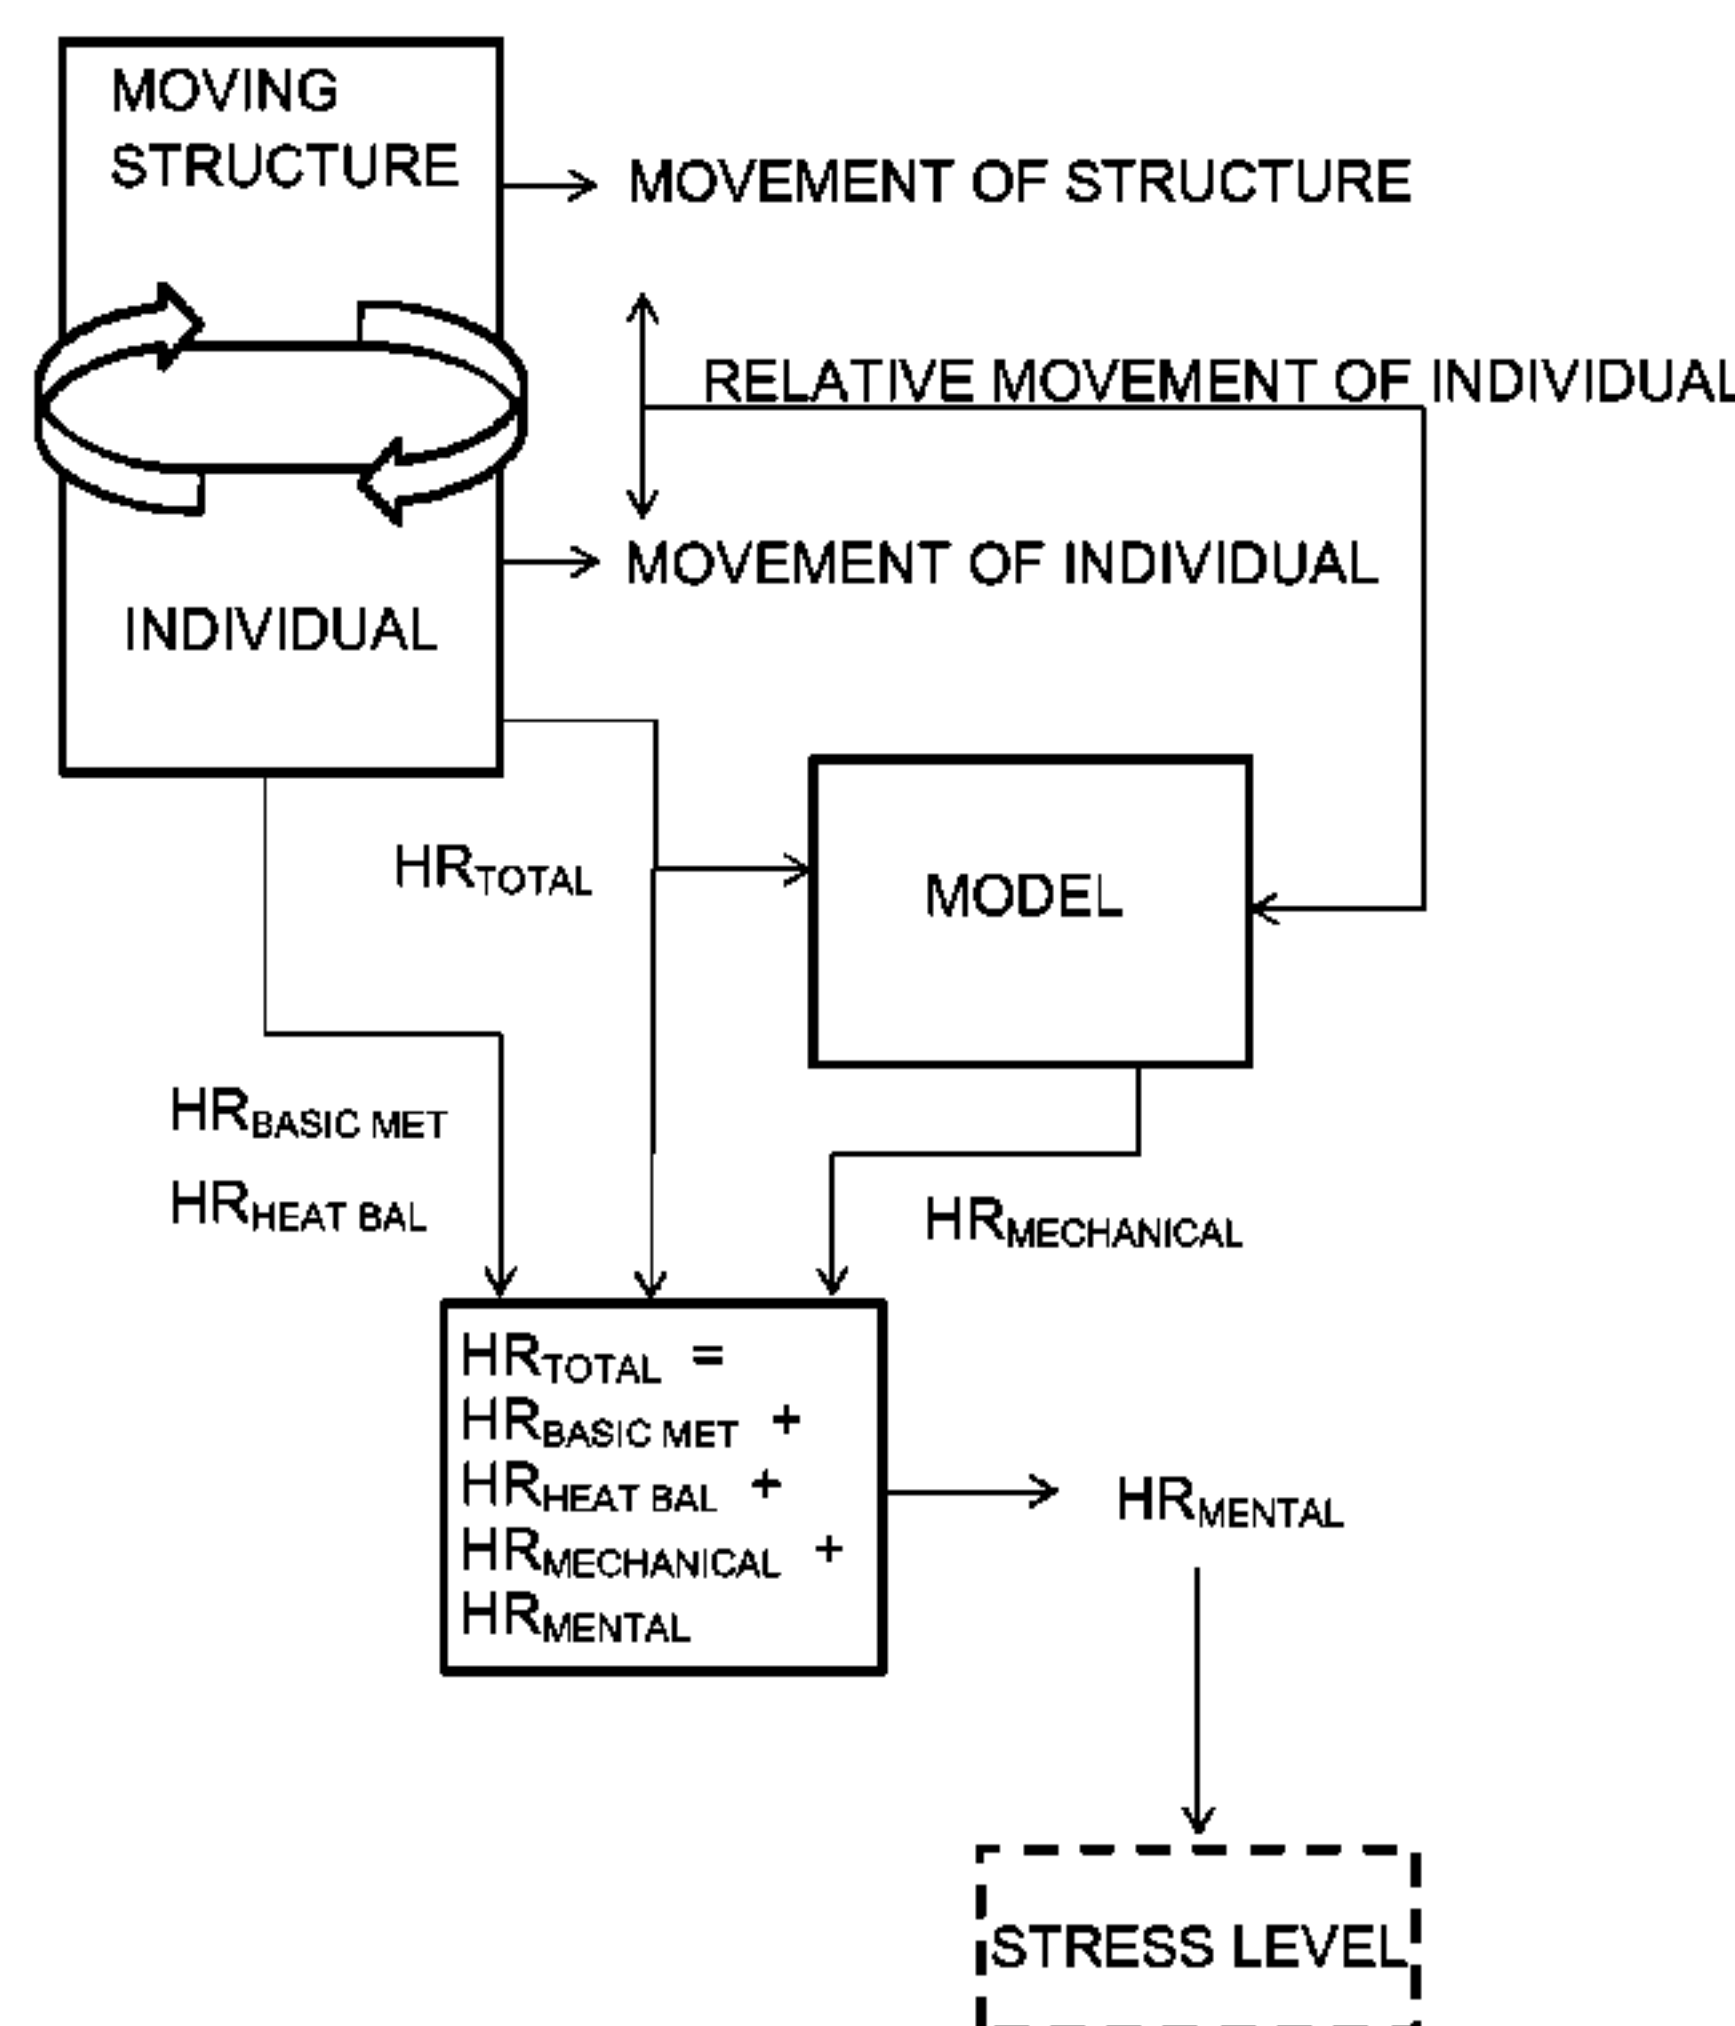 MOVING
STRUCTURE
MOVEMENT OF STRUCTURE
RELATIVE MOVEMENT OF INDIVIDUAL
MOVEMENT OF INDIVIDUAL
INDIVIDUAL
HRTOTAL
MODEL
HRBASIC MET
HRHEAT BAL
HRMECHANICAL
HRTOTAL =
HRBASIC MET +
HRHEAT BAL +
HRMECHANICAL +
HRMENTAL
HRMENTAL
STRESS LEVEL